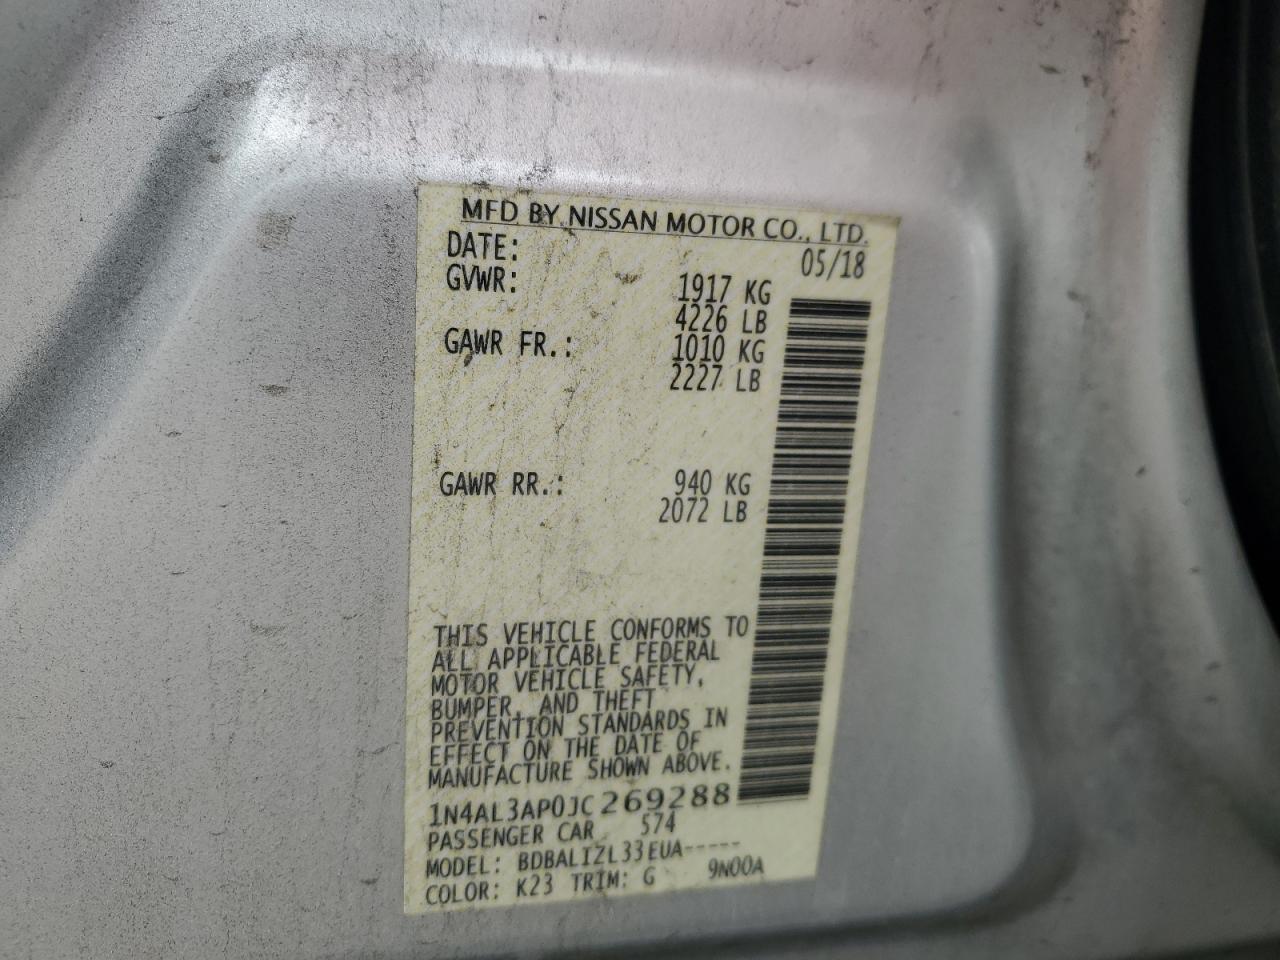 MFD BY NISSAN MOTOR CO., LTD.
DATE: 05/18
GVWR: 1917 KG
4226 LB
GAWR FR.: 1010 KG
2227 LB
GAWR RR.: 940 KG
2072 LB
THIS VEHICLE CONFORMS TO
ALL APPLICABLE FEDERAL
MOTOR VEHICLE SAFETY,
BUMPER, AND THEFT
PREVENTION STANDARDS IN
EFFECT ON THE DATE OF
MANUFACTURE SHOWN ABOVE.
1N4AL3AP0JC269288
PASSENGER CAR 574
MODEL: BDBALIZL33EUA-----
COLOR: K23 TRIM: G 9N00A